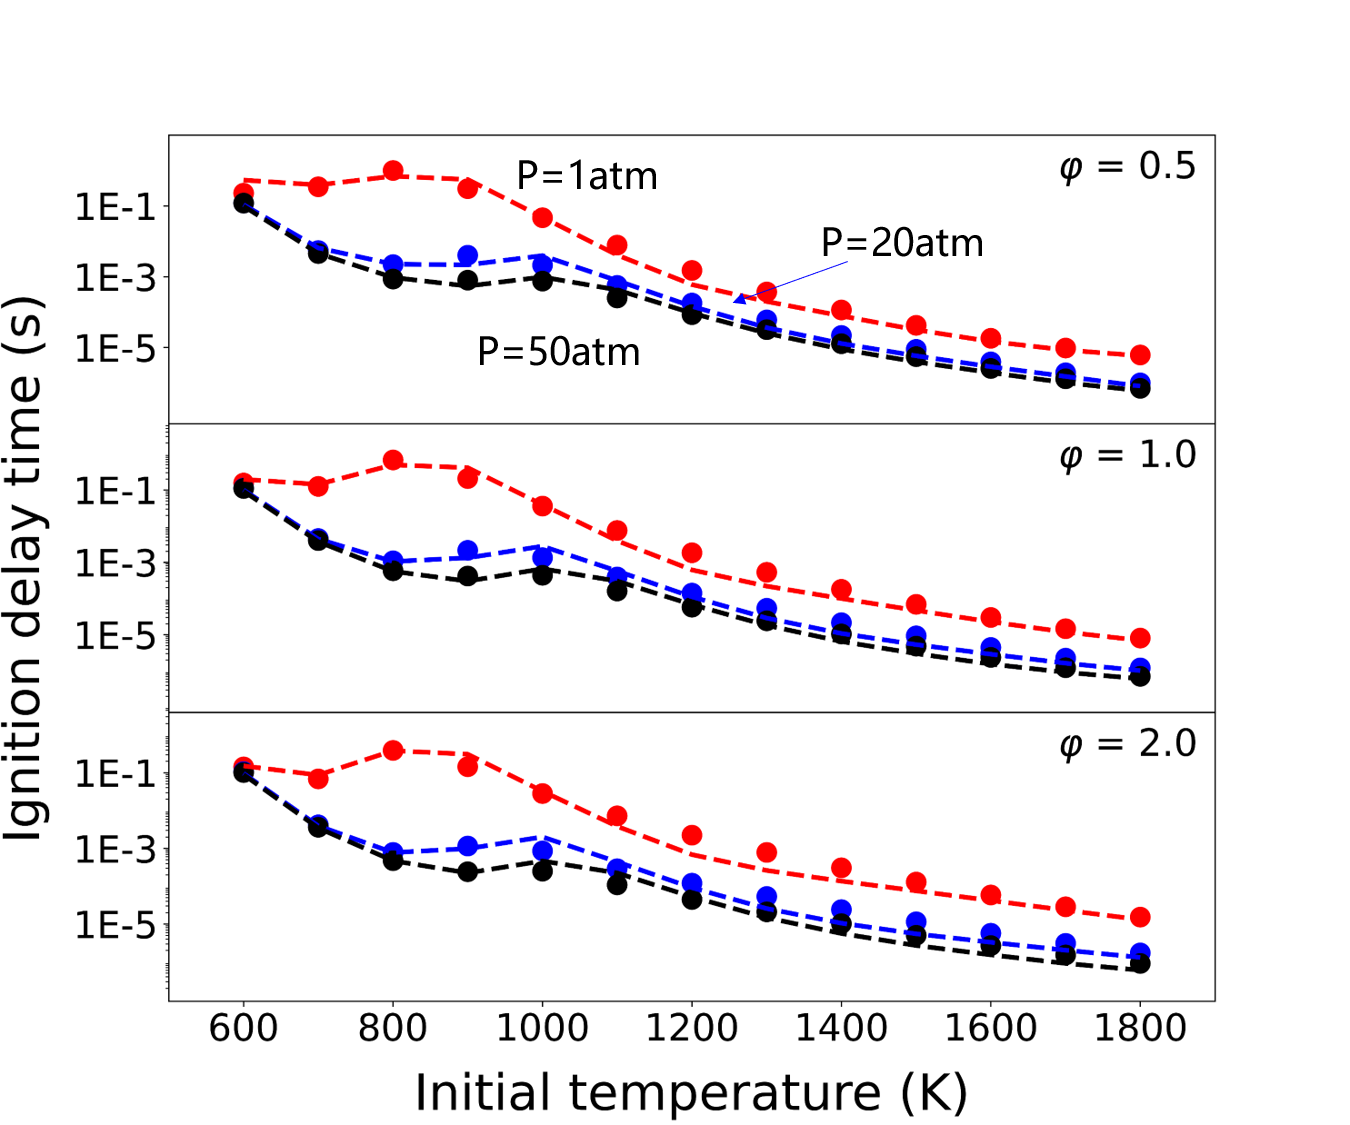 φ = 0.5
P=1atm
P=20atm
P=50atm
1E-1
1E-3
1E-5
φ = 1.0
1E-1
1E-3
1E-5
φ = 2.0
1E-1
1E-3
1E-5
Ignition delay time (s)
600 800 1000 1200 1400 1600 1800
Initial temperature (K)